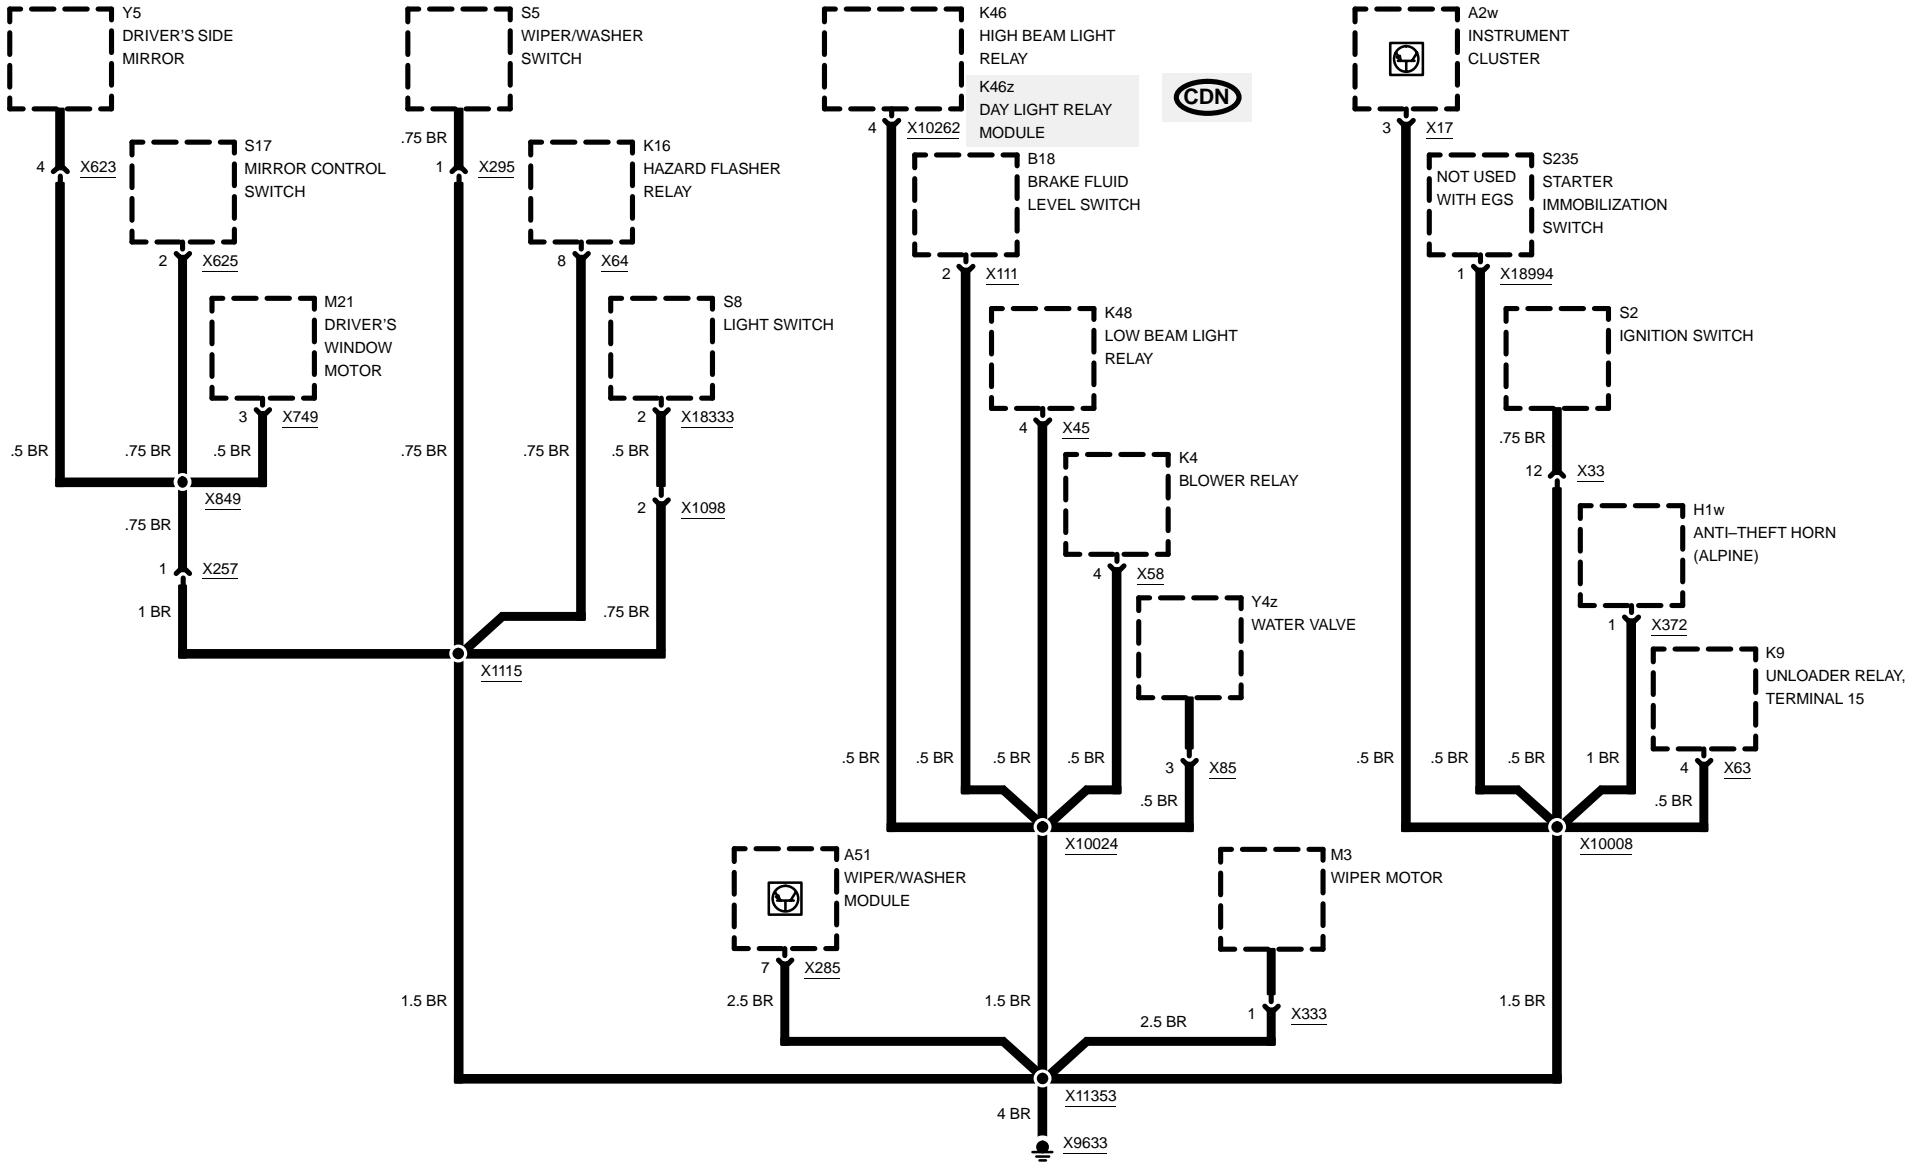 Y5
DRIVER’S SIDE
MIRROR
S5
WIPER/WASHER
SWITCH
K46
HIGH BEAM LIGHT
RELAY
K46z
DAY LIGHT RELAY
MODULE
CDN
A2w
INSTRUMENT
CLUSTER
.75 BR
4 X10262
3 X17
4 X623
S17
MIRROR CONTROL
SWITCH
1 X295
K16
HAZARD FLASHER
RELAY
B18
BRAKE FLUID
LEVEL SWITCH
NOT USED
WITH EGS
S235
STARTER
IMMOBILIZATION
SWITCH
2 X625
8 X64
2 X111
1 X18994
M21
DRIVER’S
WINDOW
MOTOR
S8
LIGHT SWITCH
K48
LOW BEAM LIGHT
RELAY
S2
IGNITION SWITCH
3 X749
2 X18333
4 X45
.5 BR
.75 BR
.5 BR
.75 BR
.75 BR
.5 BR
.75 BR
K4
BLOWER RELAY
12 X33
X849
2 X1098
H1w
ANTI–THEFT HORN
(ALPINE)
.75 BR
1 X257
4 X58
1 BR
.75 BR
Y4z
WATER VALVE
1 X372
X1115
K9
UNLOADER RELAY,
TERMINAL 15
.5 BR
.5 BR
.5 BR
.5 BR
3 X85
.5 BR
.5 BR
.5 BR
.5 BR
1 BR
4 X63
.5 BR
X10024
X10008
A51
WIPER/WASHER
MODULE
M3
WIPER MOTOR
7 X285
1.5 BR
2.5 BR
1.5 BR
2.5 BR
1 X333
1.5 BR
X11353
4 BR
X9633